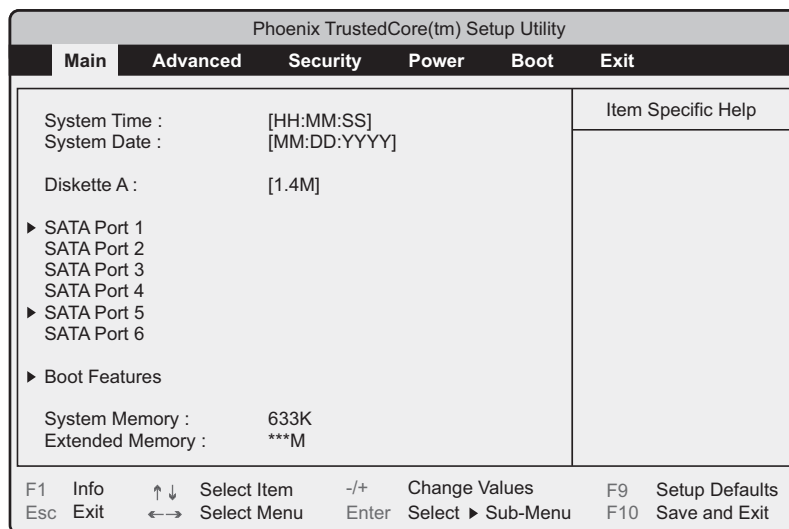 Phoenix TrustedCore(tm) Setup Utility
Main Advanced Security Power Boot Exit
System Time : [HH:MM:SS]
System Date : [MM:DD:YYYY]
Diskette A : [1.4M]
▶ SATA Port 1
SATA Port 2
SATA Port 3
SATA Port 4
▶ SATA Port 5
SATA Port 6
▶ Boot Features
System Memory : 633K
Extended Memory : ***M
Item Specific Help
F1 Info ↑↓ Select Item -/+ Change Values F9 Setup Defaults
Esc Exit ←→ Select Menu Enter Select ▶ Sub-Menu F10 Save and Exit